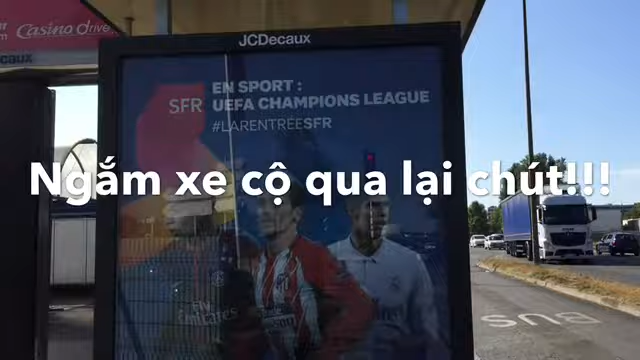 Casino drive
caux
JCDecaux
SFR
EN SPORT :
UEFA CHAMPIONS LEAGUE
#LARENTRÉESFR
Ngắm xe cộ qua lại chút!!!
Fly
Emirates
BUS